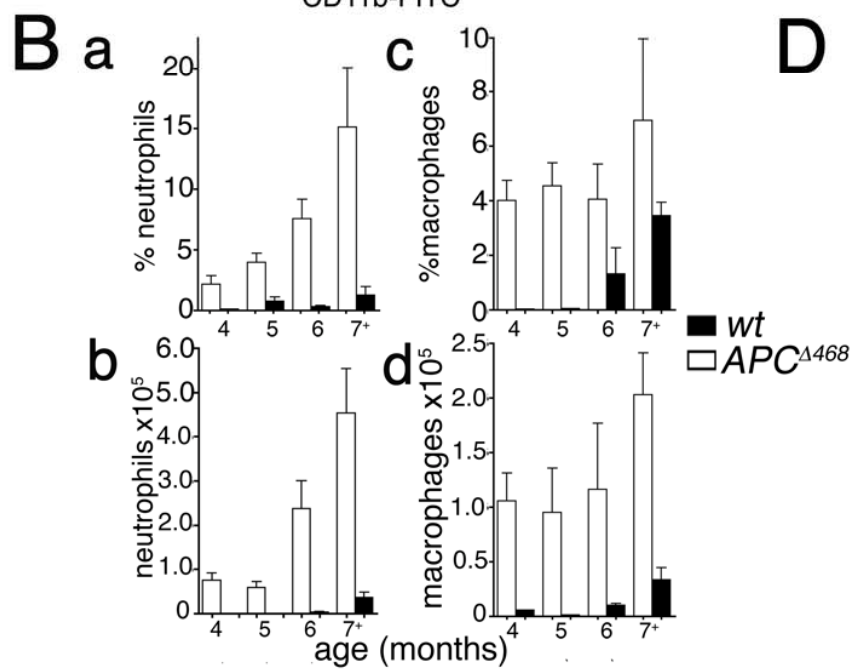 B a
% neutrophils
20
15
10
5
0
4 5 6 7+
c
%macrophages
10
8
6
4
2
0
4 5 6 7+
D
wt
APCΔ468
b
neutrophils x10⁵
6.0
5.0
4.0
3.0
2.0
1.0
0
4 5 6 7+
d
macrophages x10⁵
2.5
2.0
1.5
1.0
0.5
0
4 5 6 7+
age (months)